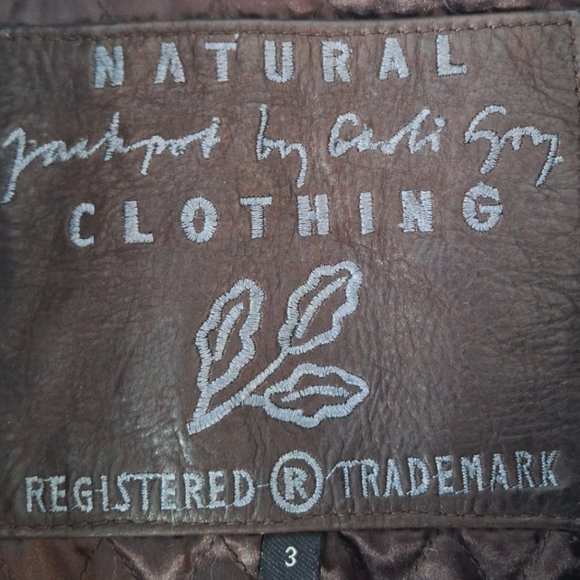 NATURAL
Jackpot by Carli Gry
CLOTHING
REGISTERED ® TRADEMARK
3